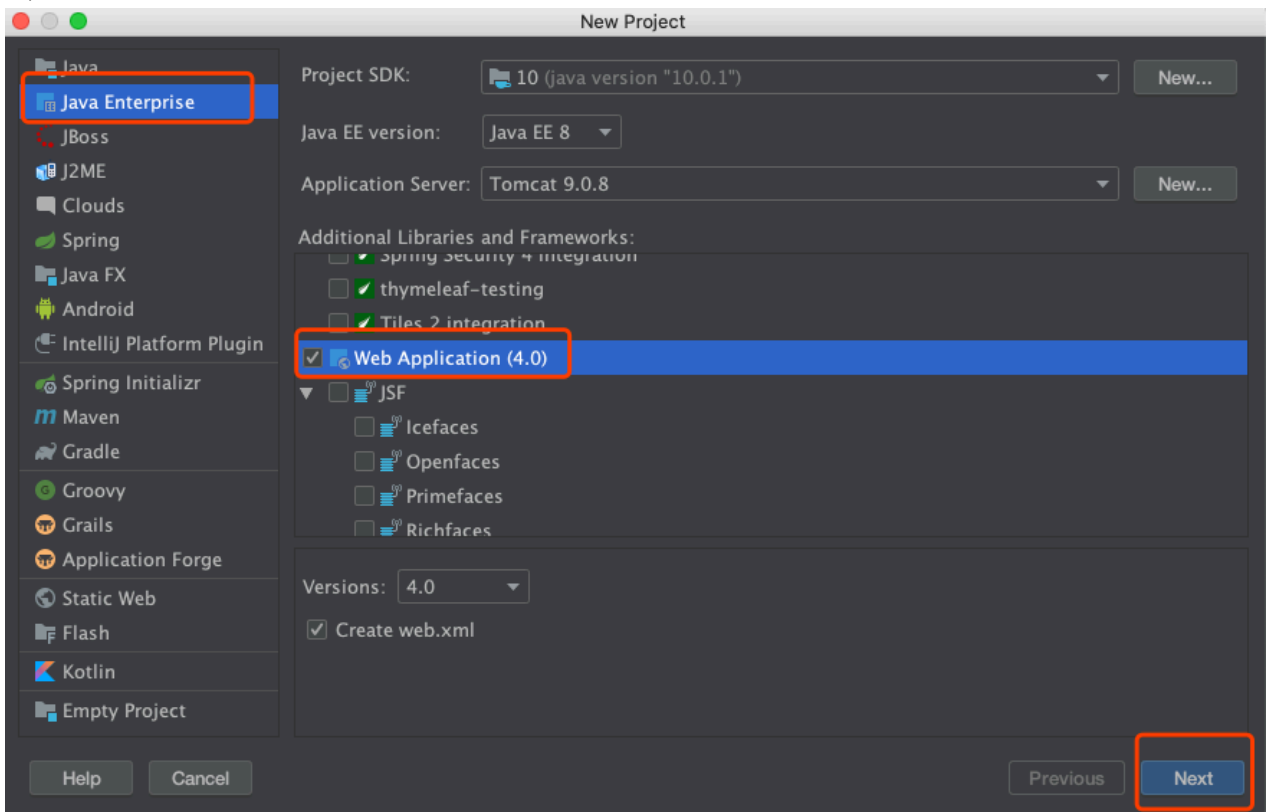 New Project
Java
Java Enterprise
JBoss
J2ME
Clouds
Spring
Java FX
Android
IntelliJ Platform Plugin
Spring Initializr
Maven
Gradle
Groovy
Grails
Application Forge
Static Web
Flash
Kotlin
Empty Project
Project SDK: 10 (java version "10.0.1") New...
Java EE version: Java EE 8
Application Server: Tomcat 9.0.8 New...
Additional Libraries and Frameworks:
Spring Security 4 integration
thymeleaf-testing
Tiles 2 integration
Web Application (4.0)
JSF
Icefaces
Openfaces
Primefaces
Richfaces
Versions: 4.0
Create web.xml
Help Cancel Previous Next